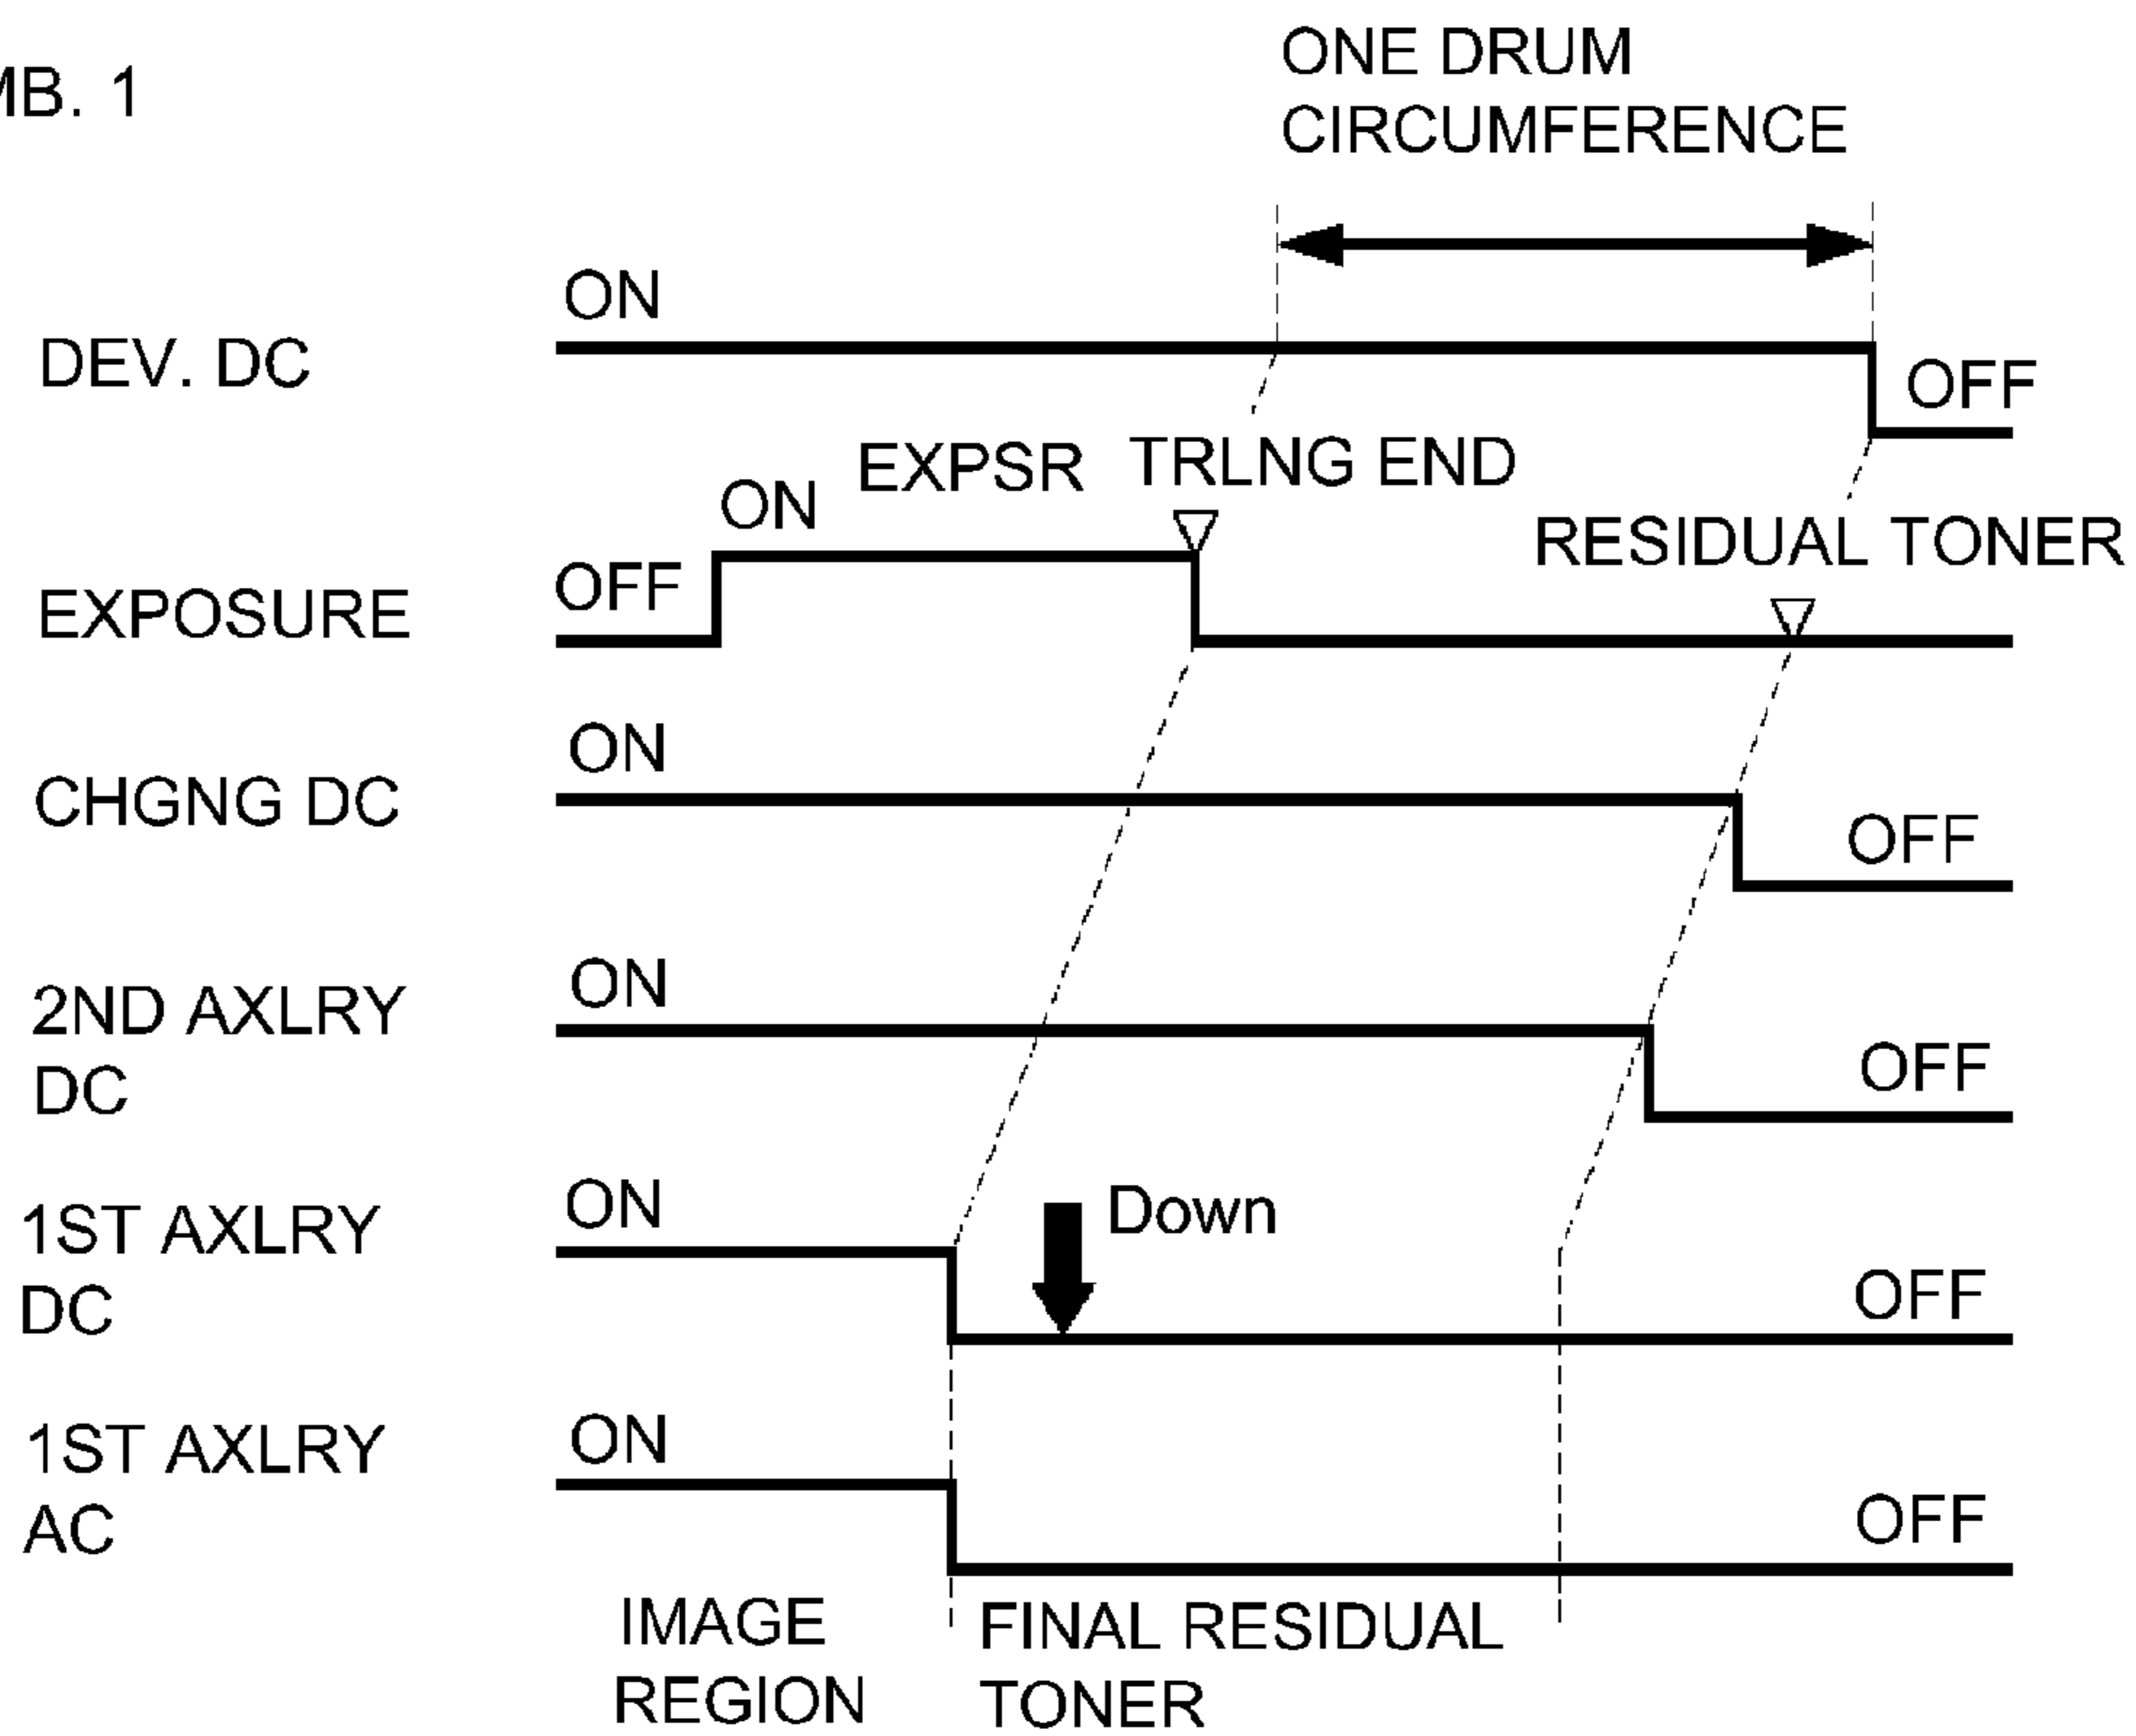 MB. 1
ONE DRUM
CIRCUMFERENCE
ON
DEV. DC
OFF
EXPSR TRLNG END
ON
RESIDUAL TONER
OFF
EXPOSURE
ON
CHGNG DC
OFF
ON
2ND AXLRY
DC
OFF
ON
Down
1ST AXLRY
DC
OFF
ON
1ST AXLRY
AC
OFF
IMAGE
REGION
FINAL RESIDUAL
TONER